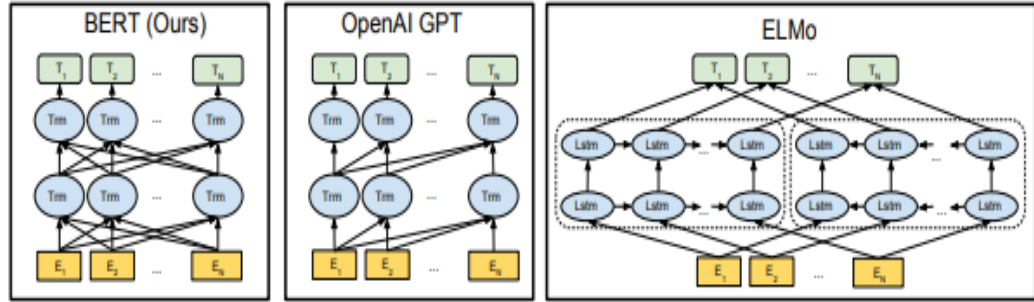 BERT (Ours)
T1 T2 ... TN
Trm Trm ... Trm
Trm Trm ... Trm
E1 E2 ... EN
OpenAI GPT
T1 T2 ... TN
Trm Trm ... Trm
Trm Trm ... Trm
E1 E2 ... EN
ELMo
T1 T2 ... TN
Lstm Lstm ... Lstm Lstm Lstm ... Lstm
Lstm Lstm ... Lstm Lstm Lstm ... Lstm
E1 E2 ... EN